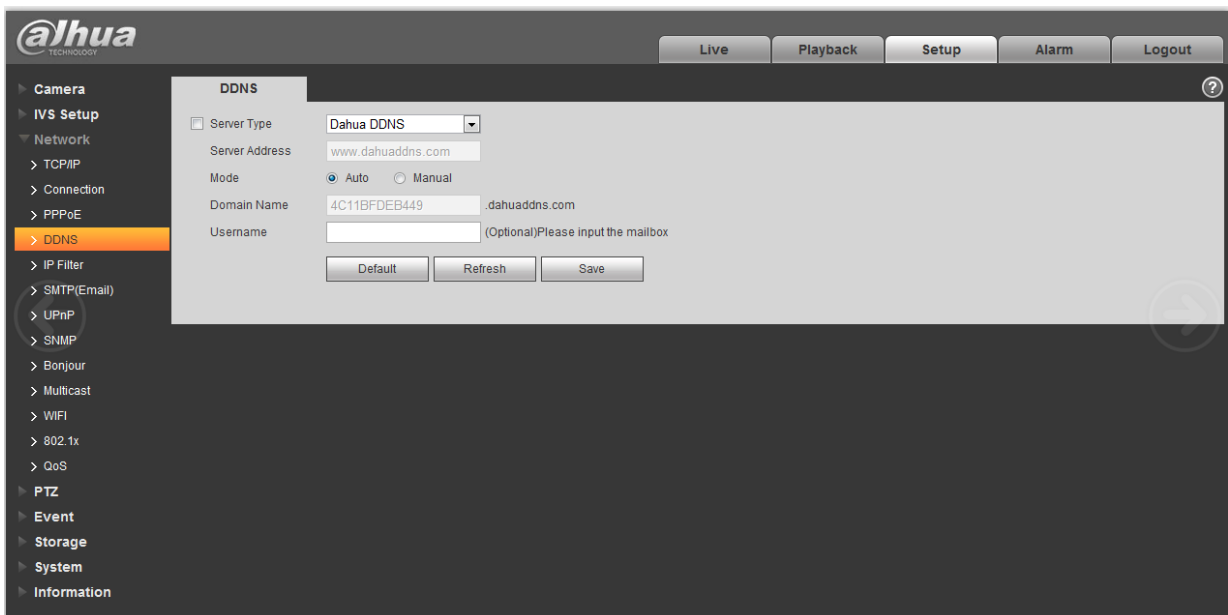 alhua
TECHNOLOGY
Live
Playback
Setup
Alarm
Logout
Camera
IVS Setup
Network
TCP/IP
Connection
PPPoE
DDNS
IP Filter
SMTP(Email)
UPnP
SNMP
Bonjour
Multicast
WIFI
802.1x
QoS
PTZ
Event
Storage
System
Information
DDNS
?
Server Type Dahua DDNS
Server Address www.dahuaddns.com
Mode Auto Manual
Domain Name 4C11BFDEB449 .dahuaddns.com
Username (Optional)Please input the mailbox
Default Refresh Save